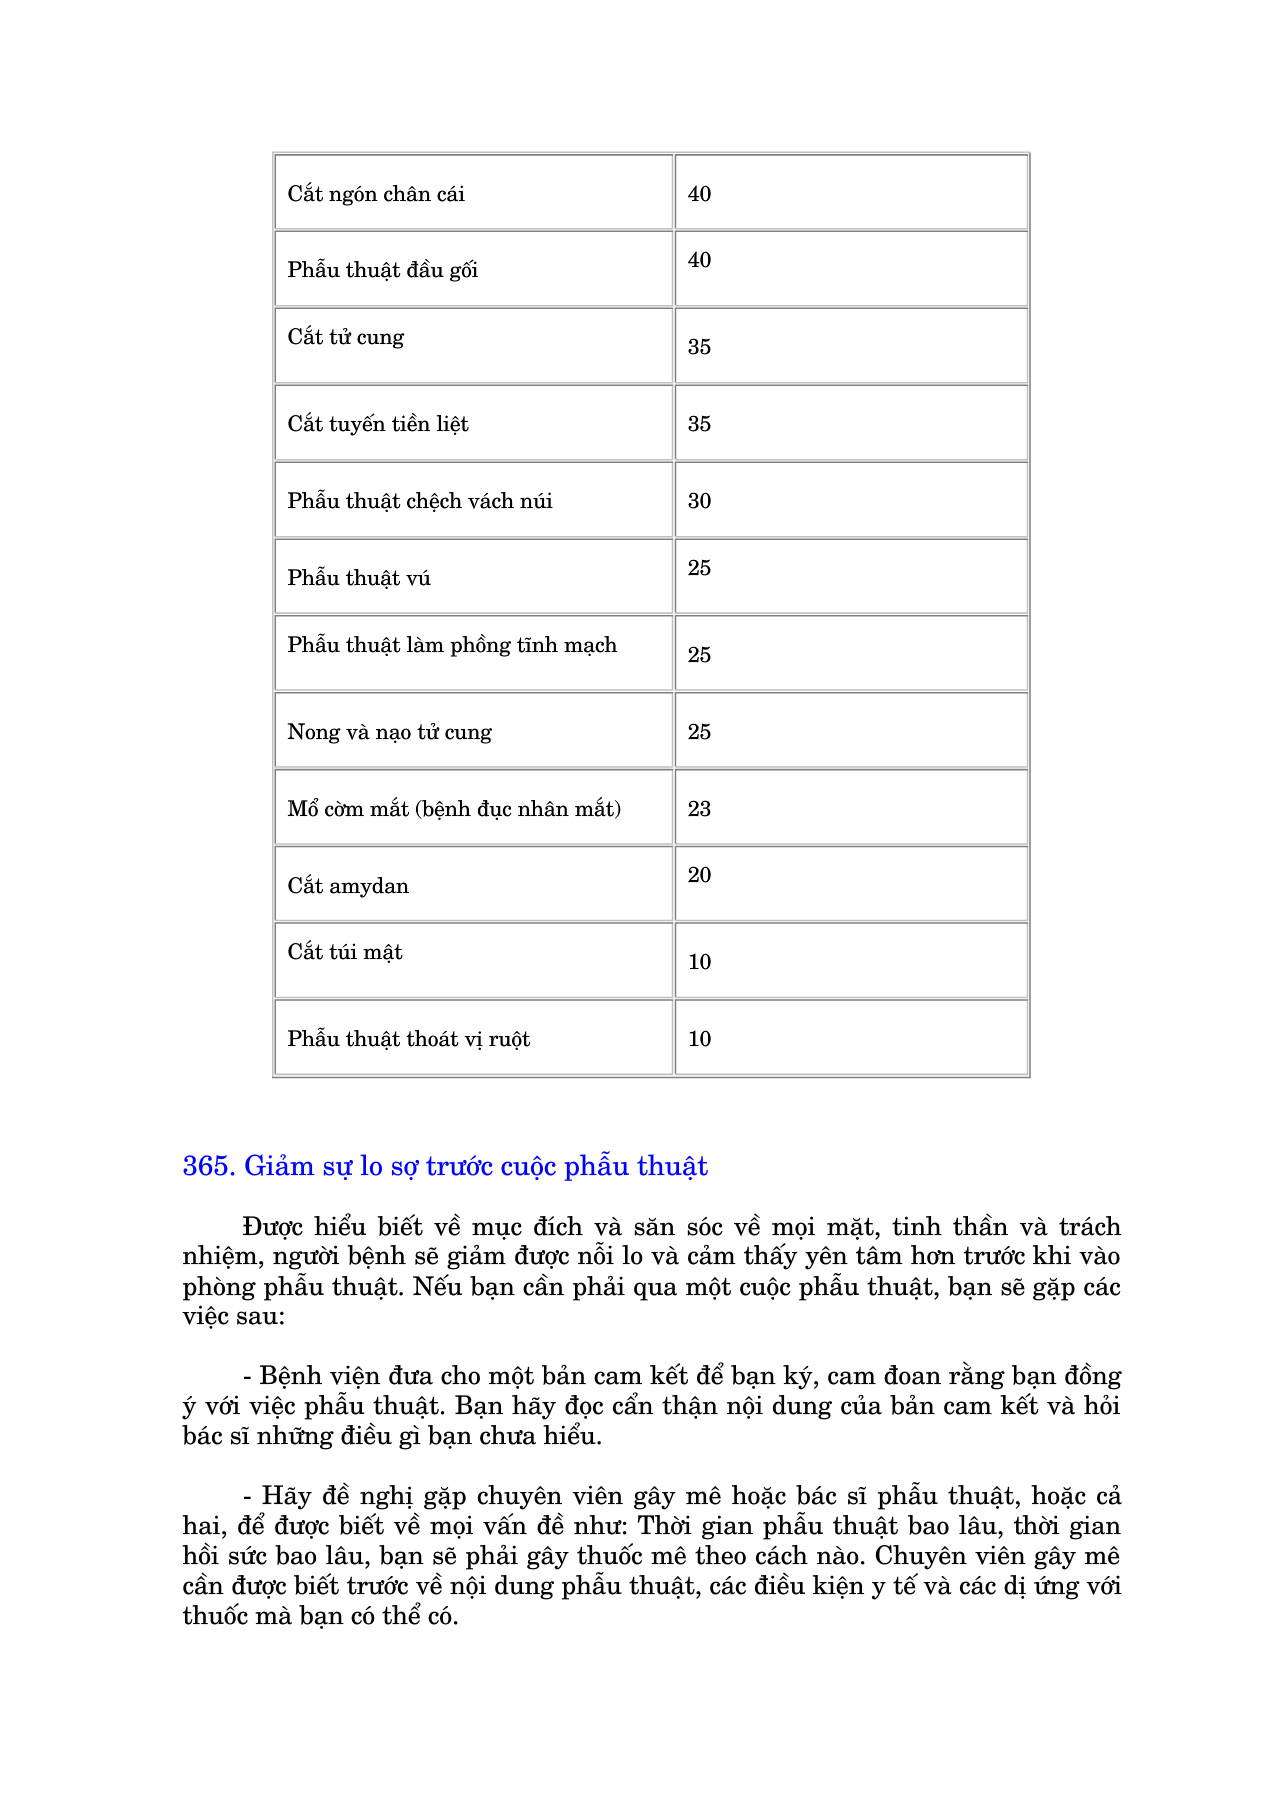 Cắt ngón chân cái 40
Phẫu thuật đầu gối 40
Cắt tử cung 35
Cắt tuyến tiền liệt 35
Phẫu thuật chệch vách núi 30
Phẫu thuật vú 25
Phẫu thuật làm phồng tĩnh mạch 25
Nong và nạo tử cung 25
Mổ cờm mắt (bệnh đục nhân mắt) 23
Cắt amydan 20
Cắt túi mật 10
Phẫu thuật thoát vị ruột 10
365. Giảm sự lo sợ trước cuộc phẫu thuật
Được hiểu biết về mục đích và săn sóc về mọi mặt, tinh thần và trách
nhiệm, người bệnh sẽ giảm được nỗi lo và cảm thấy yên tâm hơn trước khi vào
phòng phẫu thuật. Nếu bạn cần phải qua một cuộc phẫu thuật, bạn sẽ gặp các
việc sau:
- Bệnh viện đưa cho một bản cam kết để bạn ký, cam đoan rằng bạn đồng
ý với việc phẫu thuật. Bạn hãy đọc cẩn thận nội dung của bản cam kết và hỏi
bác sĩ những điều gì bạn chưa hiểu.
- Hãy đề nghị gặp chuyên viên gây mê hoặc bác sĩ phẫu thuật, hoặc cả
hai, để được biết về mọi vấn đề như: Thời gian phẫu thuật bao lâu, thời gian
hồi sức bao lâu, bạn sẽ phải gây thuốc mê theo cách nào. Chuyên viên gây mê
cần được biết trước về nội dung phẫu thuật, các điều kiện y tế và các dị ứng với
thuốc mà bạn có thể có.